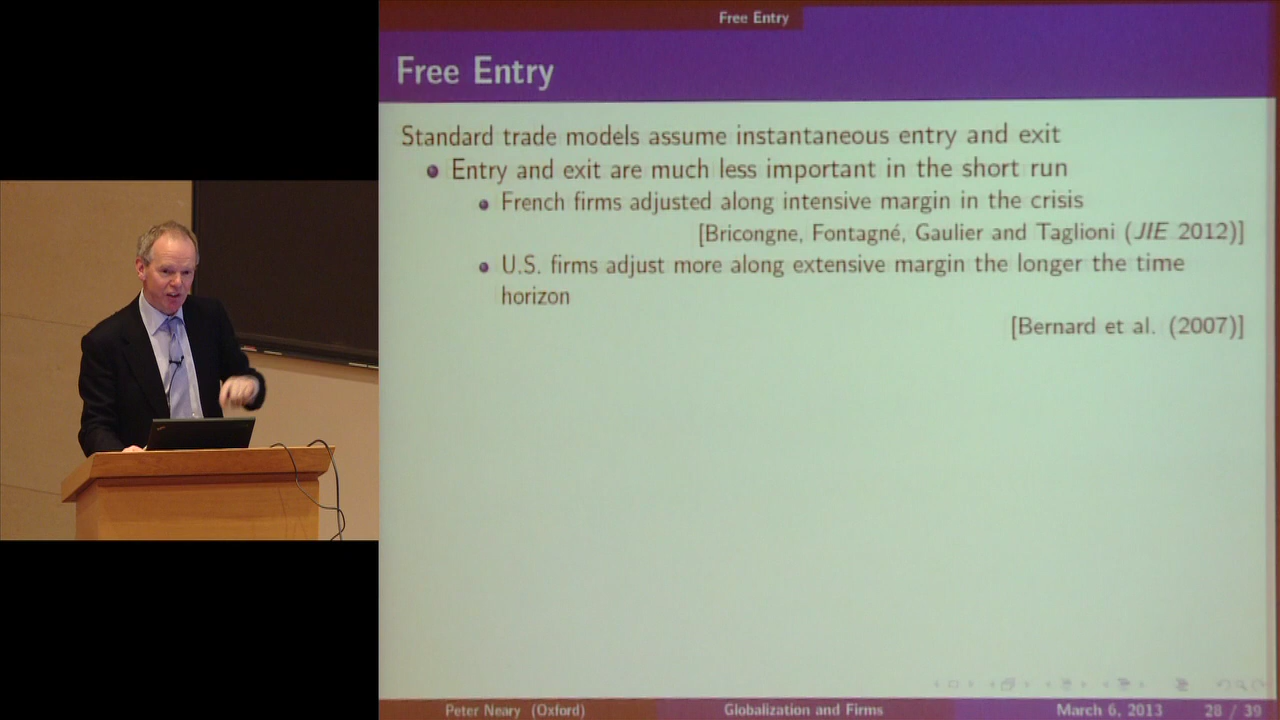 Free Entry
Free Entry
Standard trade models assume instantaneous entry and exit
Entry and exit are much less important in the short run
French firms adjusted along intensive margin in the crisis
[Bricongne, Fontagné, Gaulier and Taglioni (JIE 2012)]
U.S. firms adjust more along extensive margin the longer the time
horizon
[Bernard et al. (2007)]
Peter Neary (Oxford)
Globalization and Firms
March 6, 2013
28 / 39